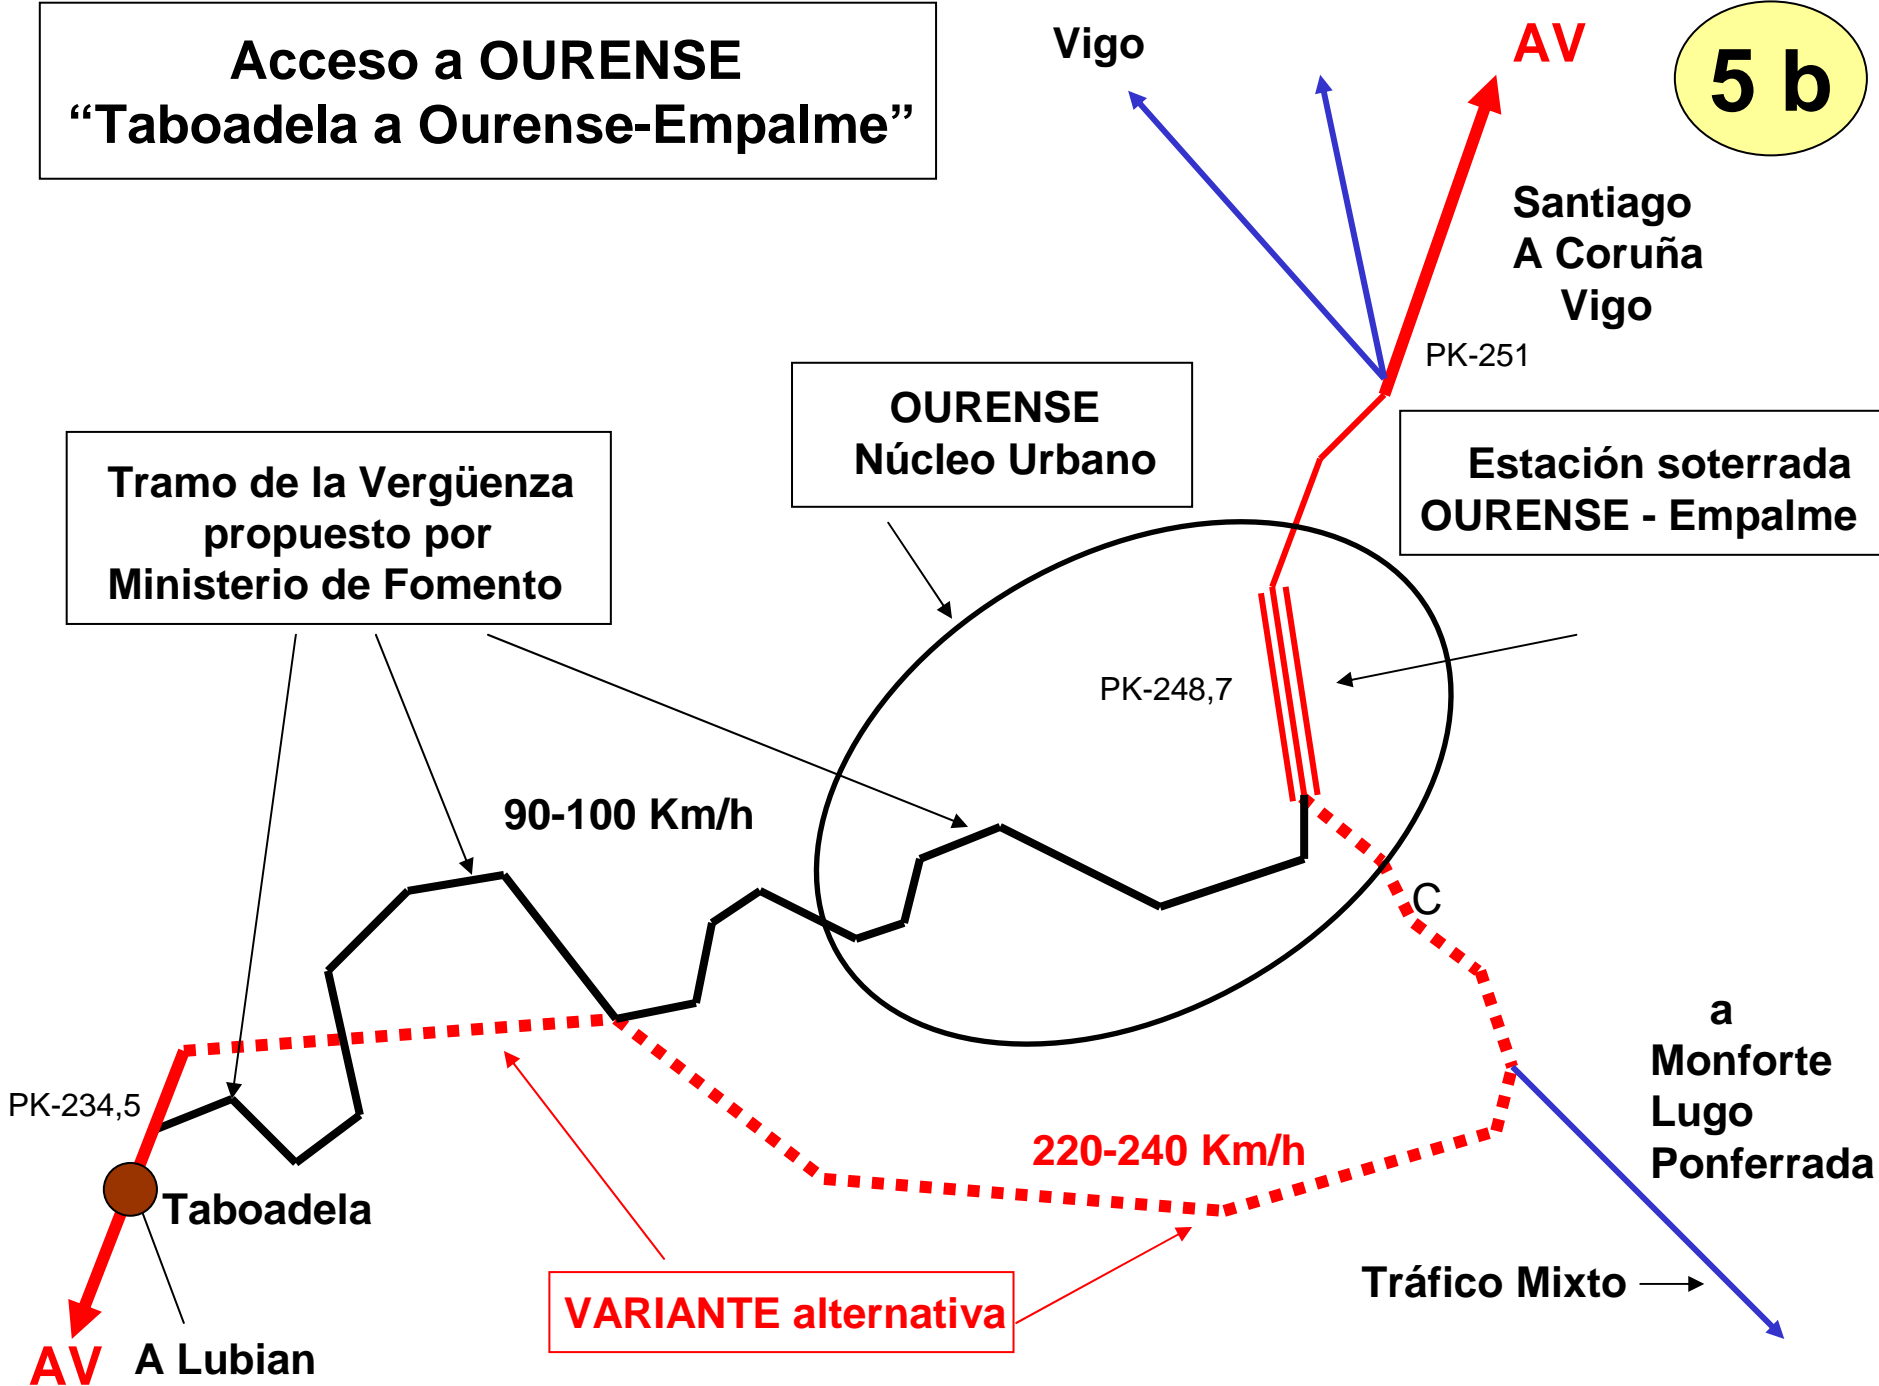 Acceso a OURENSE
“Taboadela a Ourense-Empalme”
Vigo
AV
5 b
Santiago
A Coruña
Vigo
PK-251
OURENSE
Núcleo Urbano
Estación soterrada
OURENSE - Empalme
Tramo de la Vergüenza
propuesto por
Ministerio de Fomento
PK-248,7
90-100 Km/h
C
a
Monforte
Lugo
Ponferrada
PK-234,5
220-240 Km/h
Taboadela
Tráfico Mixto
VARIANTE alternativa
AV
A Lubian